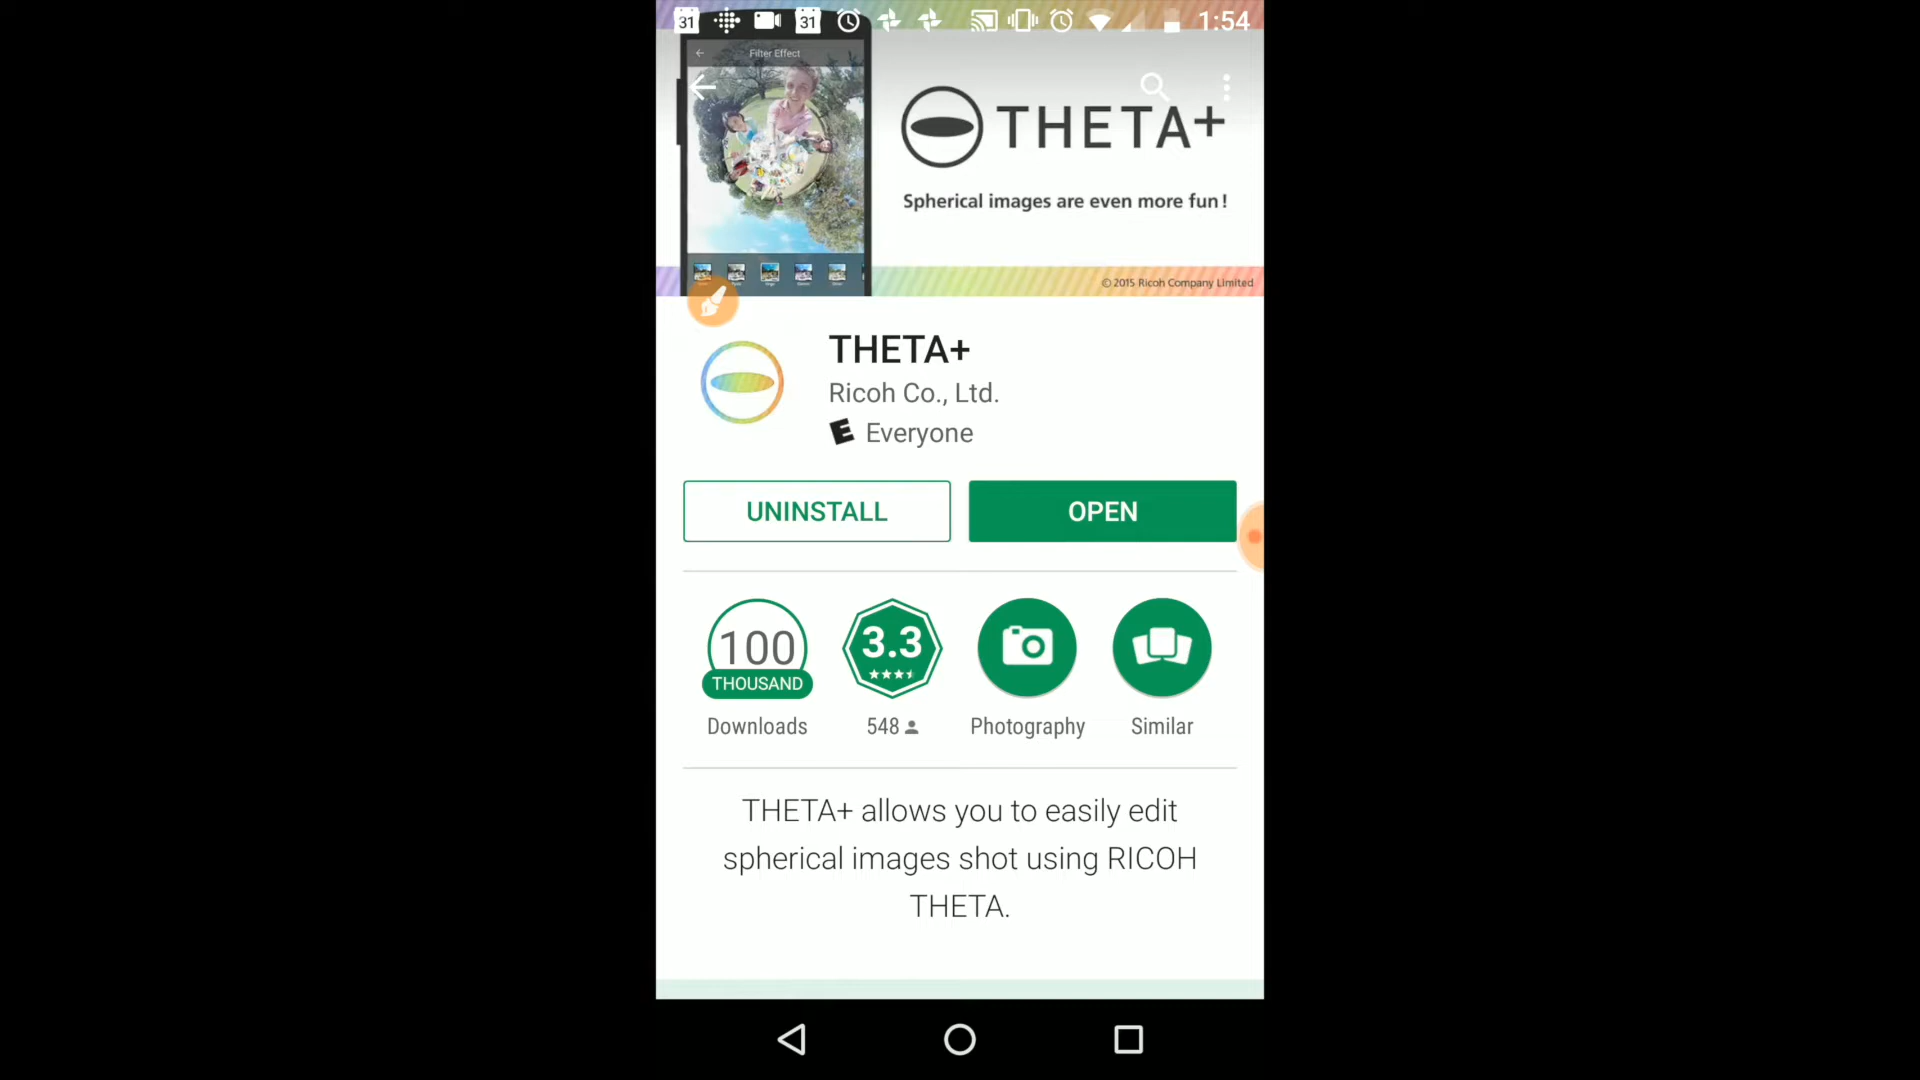 31
31
1:54
Filter Effect
THETA+
Spherical images are even more fun!
© 2015 Ricoh Company Limited
THETA+
Ricoh Co., Ltd.
E Everyone
UNINSTALL
OPEN
100
THOUSAND
3.3
Downloads
548
Photography
Similar
THETA+ allows you to easily edit
spherical images shot using RICOH
THETA.